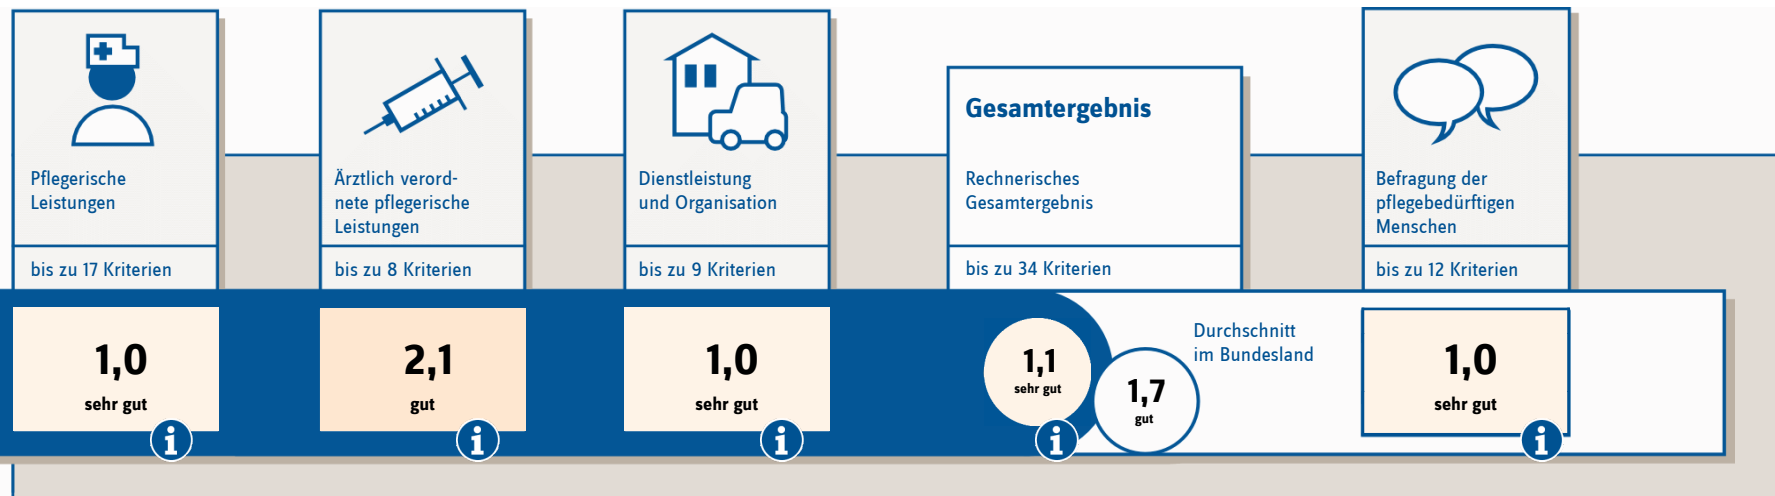 Pflegerische
Leistungen
bis zu 17 Kriterien
1,0
sehr gut
Ärztlich verord-
nete pflegerische
Leistungen
bis zu 8 Kriterien
2,1
gut
Dienstleistung
und Organisation
bis zu 9 Kriterien
1,0
sehr gut
Gesamtergebnis
Rechnerisches
Gesamtergebnis
bis zu 34 Kriterien
1,1
sehr gut
1,7
gut
Durchschnitt
im Bundesland
Befragung der
pflegebedürftigen
Menschen
bis zu 12 Kriterien
1,0
sehr gut